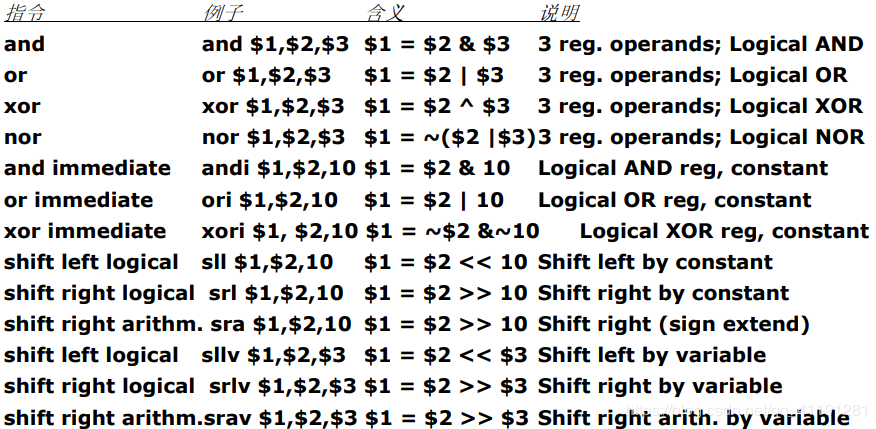 指令 例子 含义 说明
and and $1,$2,$3 $1 = $2 & $3 3 reg. operands; Logical AND
or or $1,$2,$3 $1 = $2 | $3 3 reg. operands; Logical OR
xor xor $1,$2,$3 $1 = $2 ^ $3 3 reg. operands; Logical XOR
nor nor $1,$2,$3 $1 = ~($2 |$3) 3 reg. operands; Logical NOR
and immediate andi $1,$2,10 $1 = $2 & 10 Logical AND reg, constant
or immediate ori $1,$2,10 $1 = $2 | 10 Logical OR reg, constant
xor immediate xori $1, $2,10 $1 = ~$2 &~10 Logical XOR reg, constant
shift left logical sll $1,$2,10 $1 = $2 << 10 Shift left by constant
shift right logical srl $1,$2,10 $1 = $2 >> 10 Shift right by constant
shift right arithm. sra $1,$2,10 $1 = $2 >> 10 Shift right (sign extend)
shift left logical sllv $1,$2,$3 $1 = $2 << $3 Shift left by variable
shift right logical srlv $1,$2,$3 $1 = $2 >> $3 Shift right by variable
shift right arithm. srav $1,$2,$3 $1 = $2 >> $3 Shift right arith. by variable